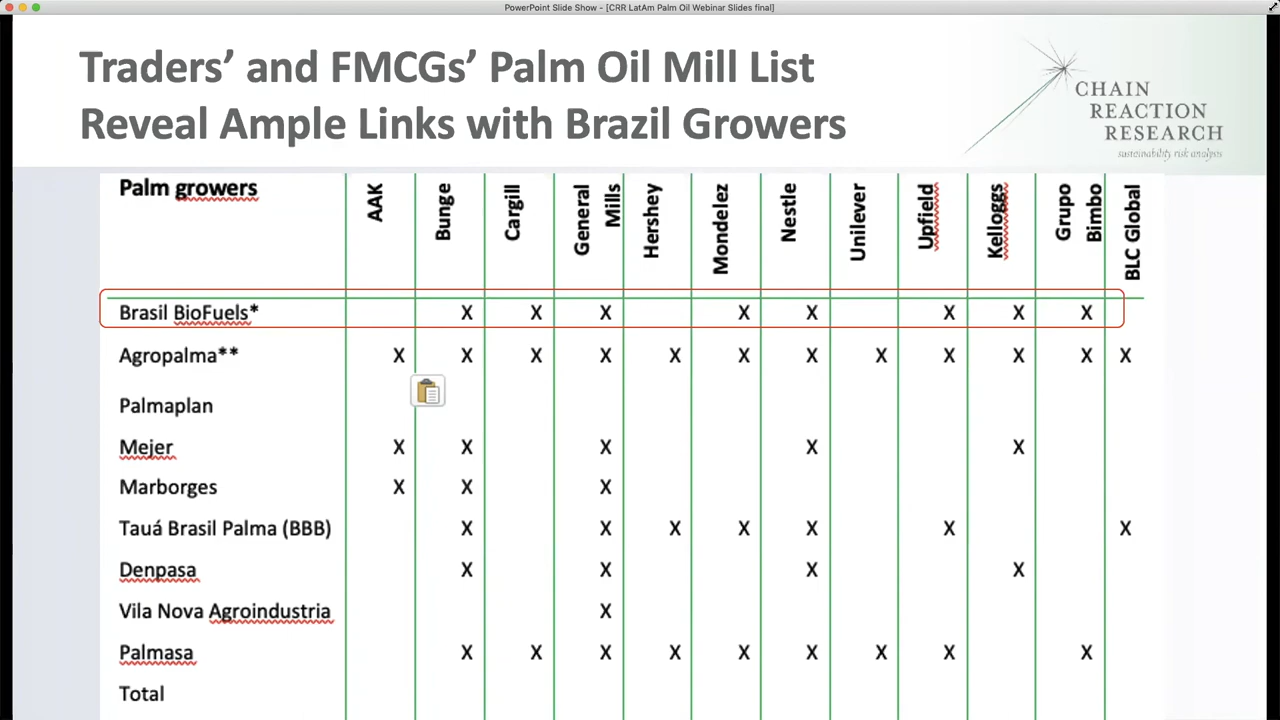 PowerPoint Slide Show - [CRR LatAm Palm Oil Webinar Slides final]
Traders’ and FMCGs’ Palm Oil Mill List
Reveal Ample Links with Brazil Growers
CHAIN
REACTION
RESEARCH
sustainability risk analysis
Palm growers AAK Bunge Cargill General Mills Hershey Mondelez Nestle Unilever Upfield Kelloggs Grupo Bimbo BLC Global
Brasil BioFuels* X X X X X X X X
Agropalma** X X X X X X X X X X X X
Palmaplan
Mejer X X X X X
Marborges X X X
Tauá Brasil Palma (BBB) X X X X X X X
Denpasa X X X X
Vila Nova Agroindustria X
Palmasa X X X X X X X X X
Total